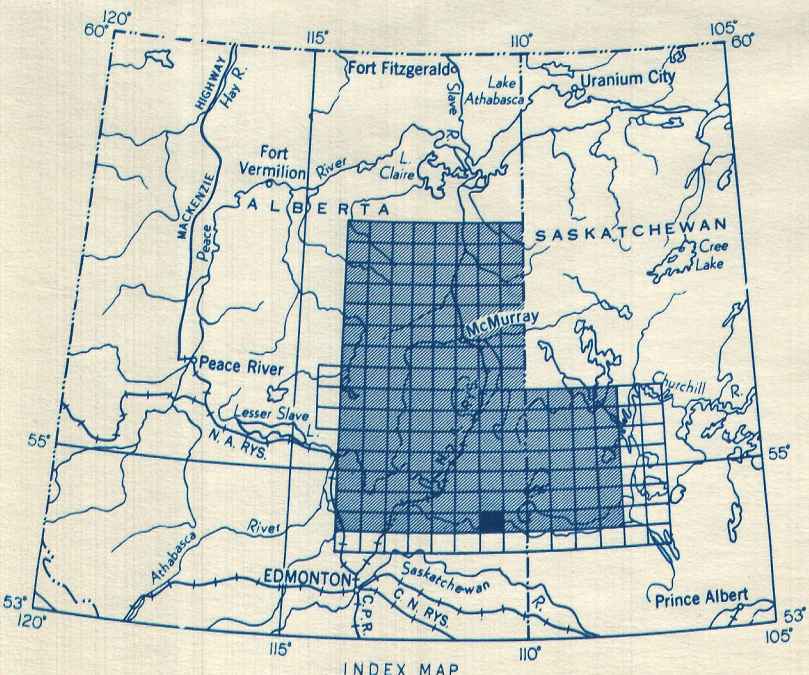 120°
60°
115°
110°
105°
60°
HIGHWAY
Hay R.
Fort Fitzgerald
Slave R.
Lake
Athabasca
Uranium City
Fort
Vermilion
River
L.
Claire
MACKENZIE
Peace
ALBERTA
SASKATCHEWAN
Cree
Lake
McMurray
Peace River
Churchill
R.
Lesser Slave
L.
N. A. RYS.
RYS.
N.
55°
55°
River
Athabasca
EDMONTON
Saskatchewan
R.
C. N. RYS.
C.P.R.
Prince Albert
53°
120°
115°
110°
53°
105°
INDEX MAP